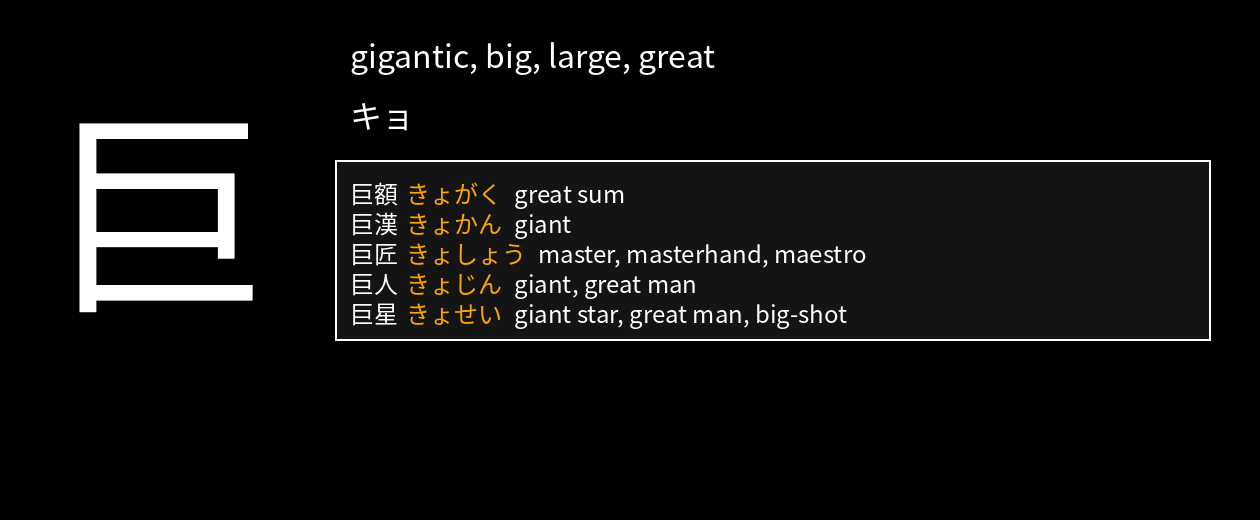 巨
gigantic, big, large, great
キョ
巨額 きょがく great sum
巨漢 きょかん giant
巨匠 きょしょう master, masterhand, maestro
巨人 きょじん giant, great man
巨星 きょせい giant star, great man, big-shot